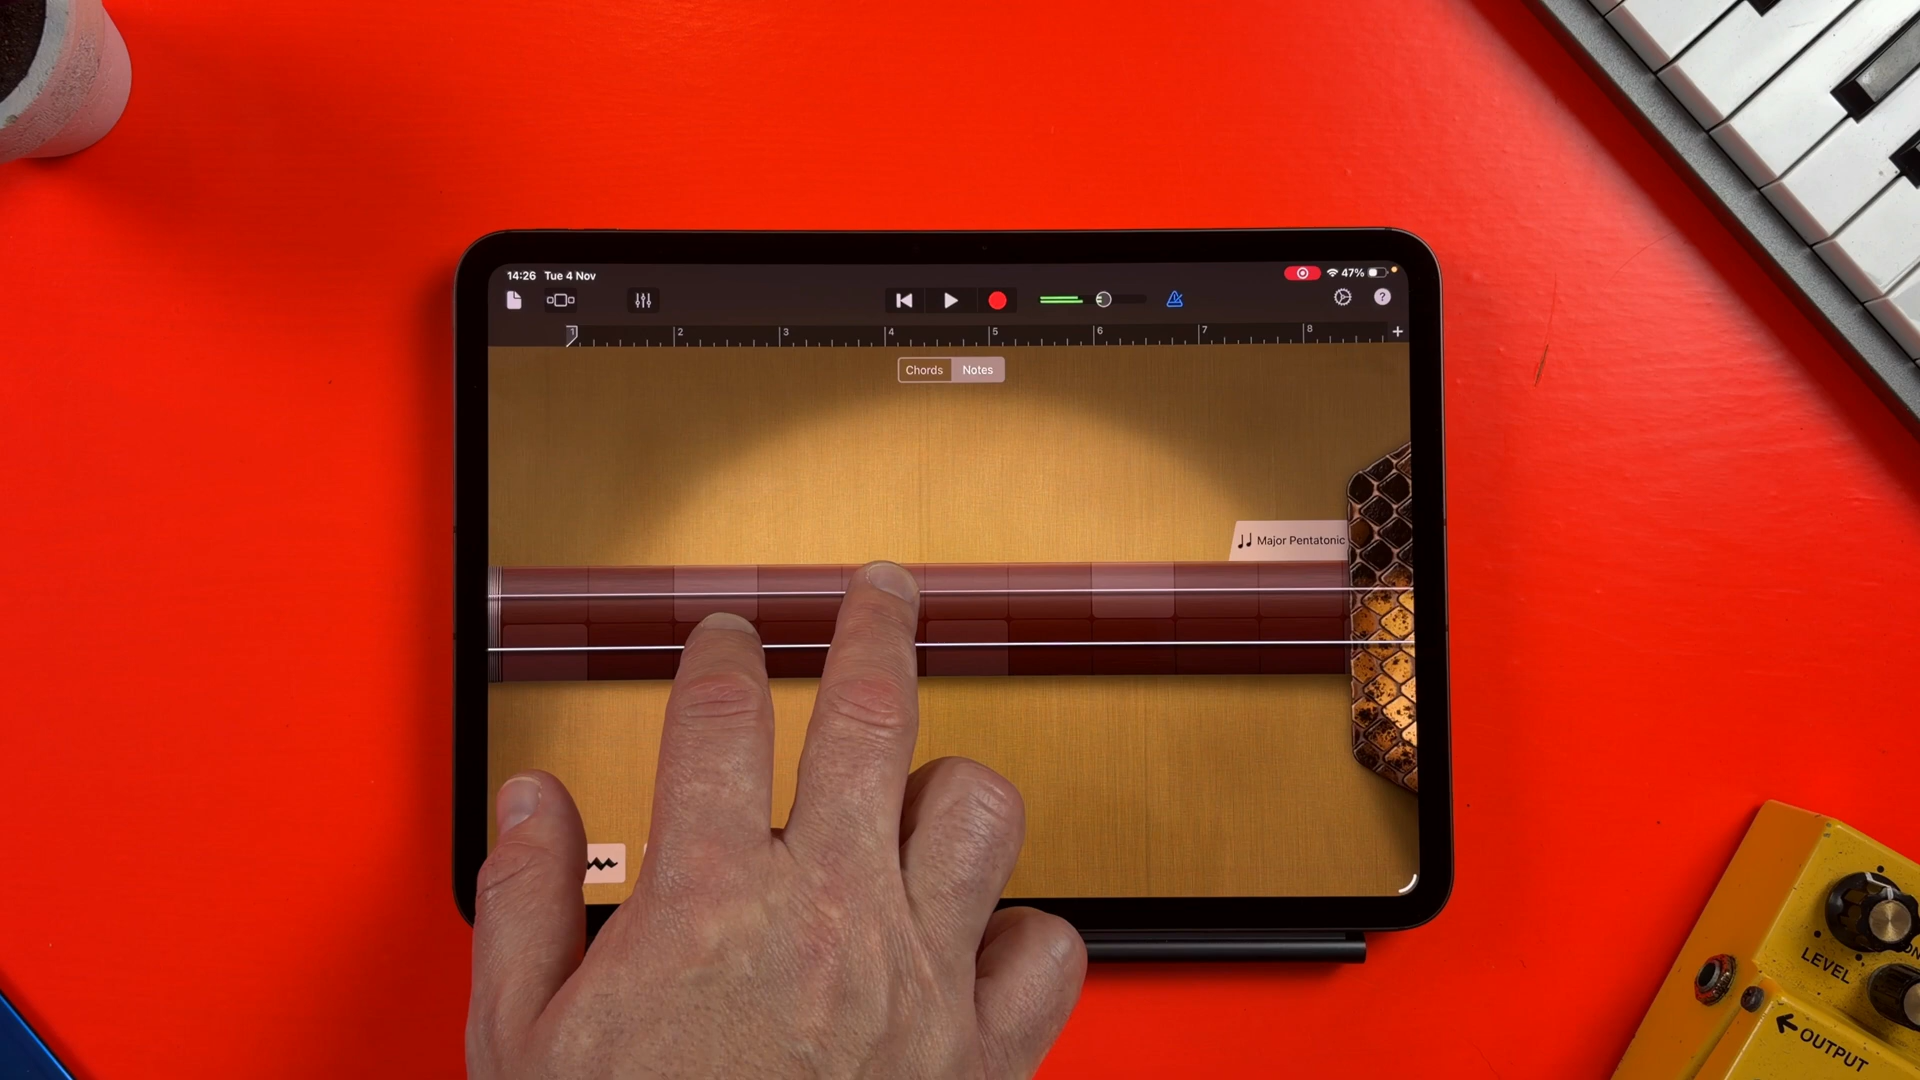 14:26 Tue 4 Nov
47%
1 2 3 4 5 6 7 8 +
Chords Notes
Major Pentatonic
LEVEL
OUTPUT